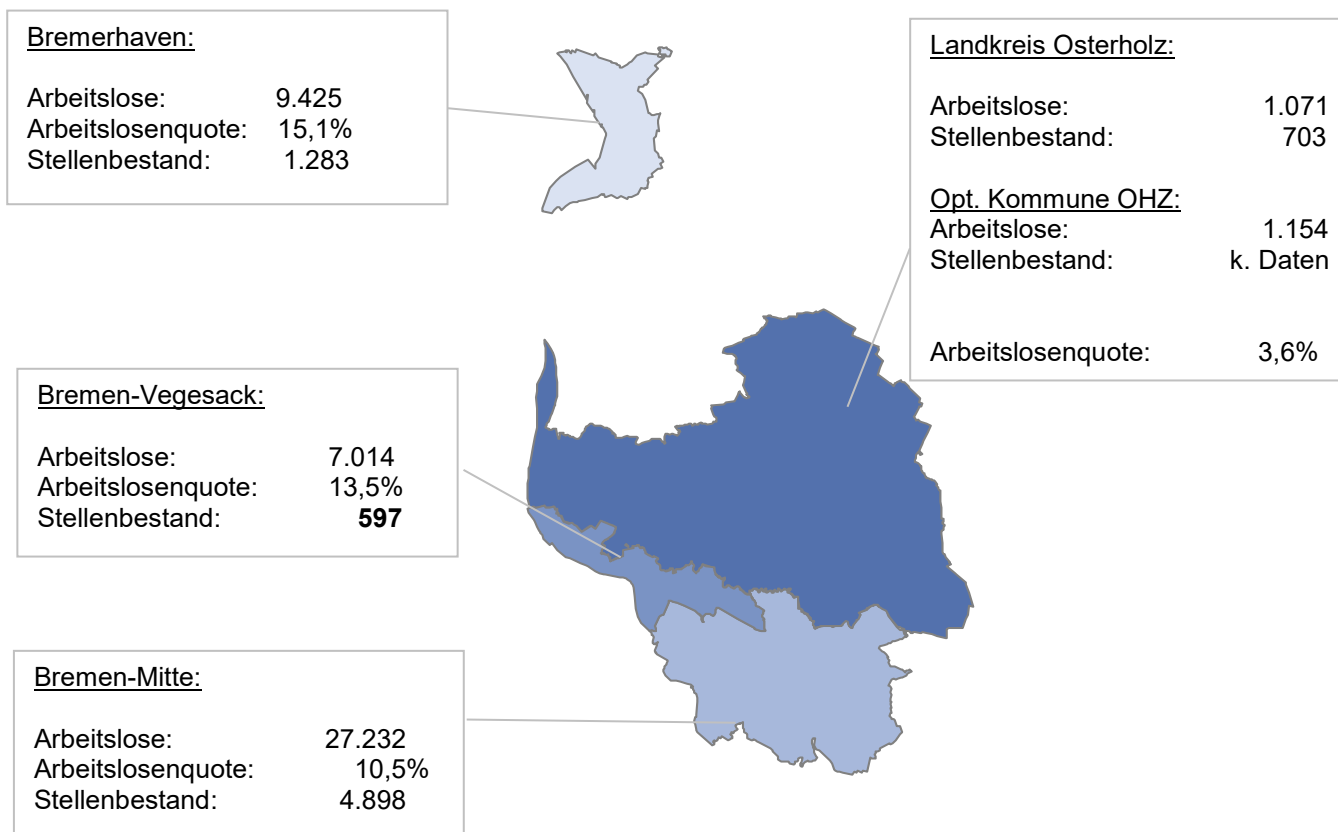 Bremerhaven:
Arbeitslose: 9.425
Arbeitslosenquote: 15,1%
Stellenbestand: 1.283
Landkreis Osterholz:
Arbeitslose: 1.071
Stellenbestand: 703
Opt. Kommune OHZ:
Arbeitslose: 1.154
Stellenbestand: k. Daten
Arbeitslosenquote: 3,6%
Bremen-Vegesack:
Arbeitslose: 7.014
Arbeitslosenquote: 13,5%
Stellenbestand: 597
Bremen-Mitte:
Arbeitslose: 27.232
Arbeitslosenquote: 10,5%
Stellenbestand: 4.898